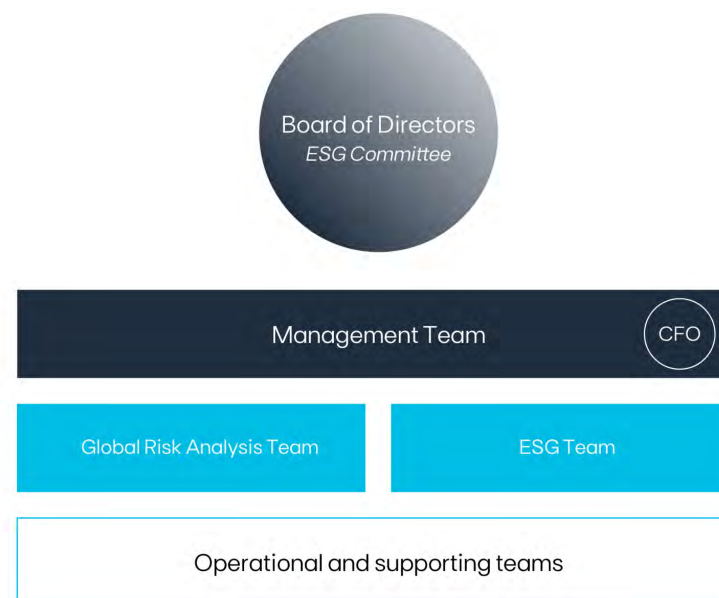 Board of Directors
ESG Committee
Management Team
CFO
Global Risk Analysis Team
ESG Team
Operational and supporting teams